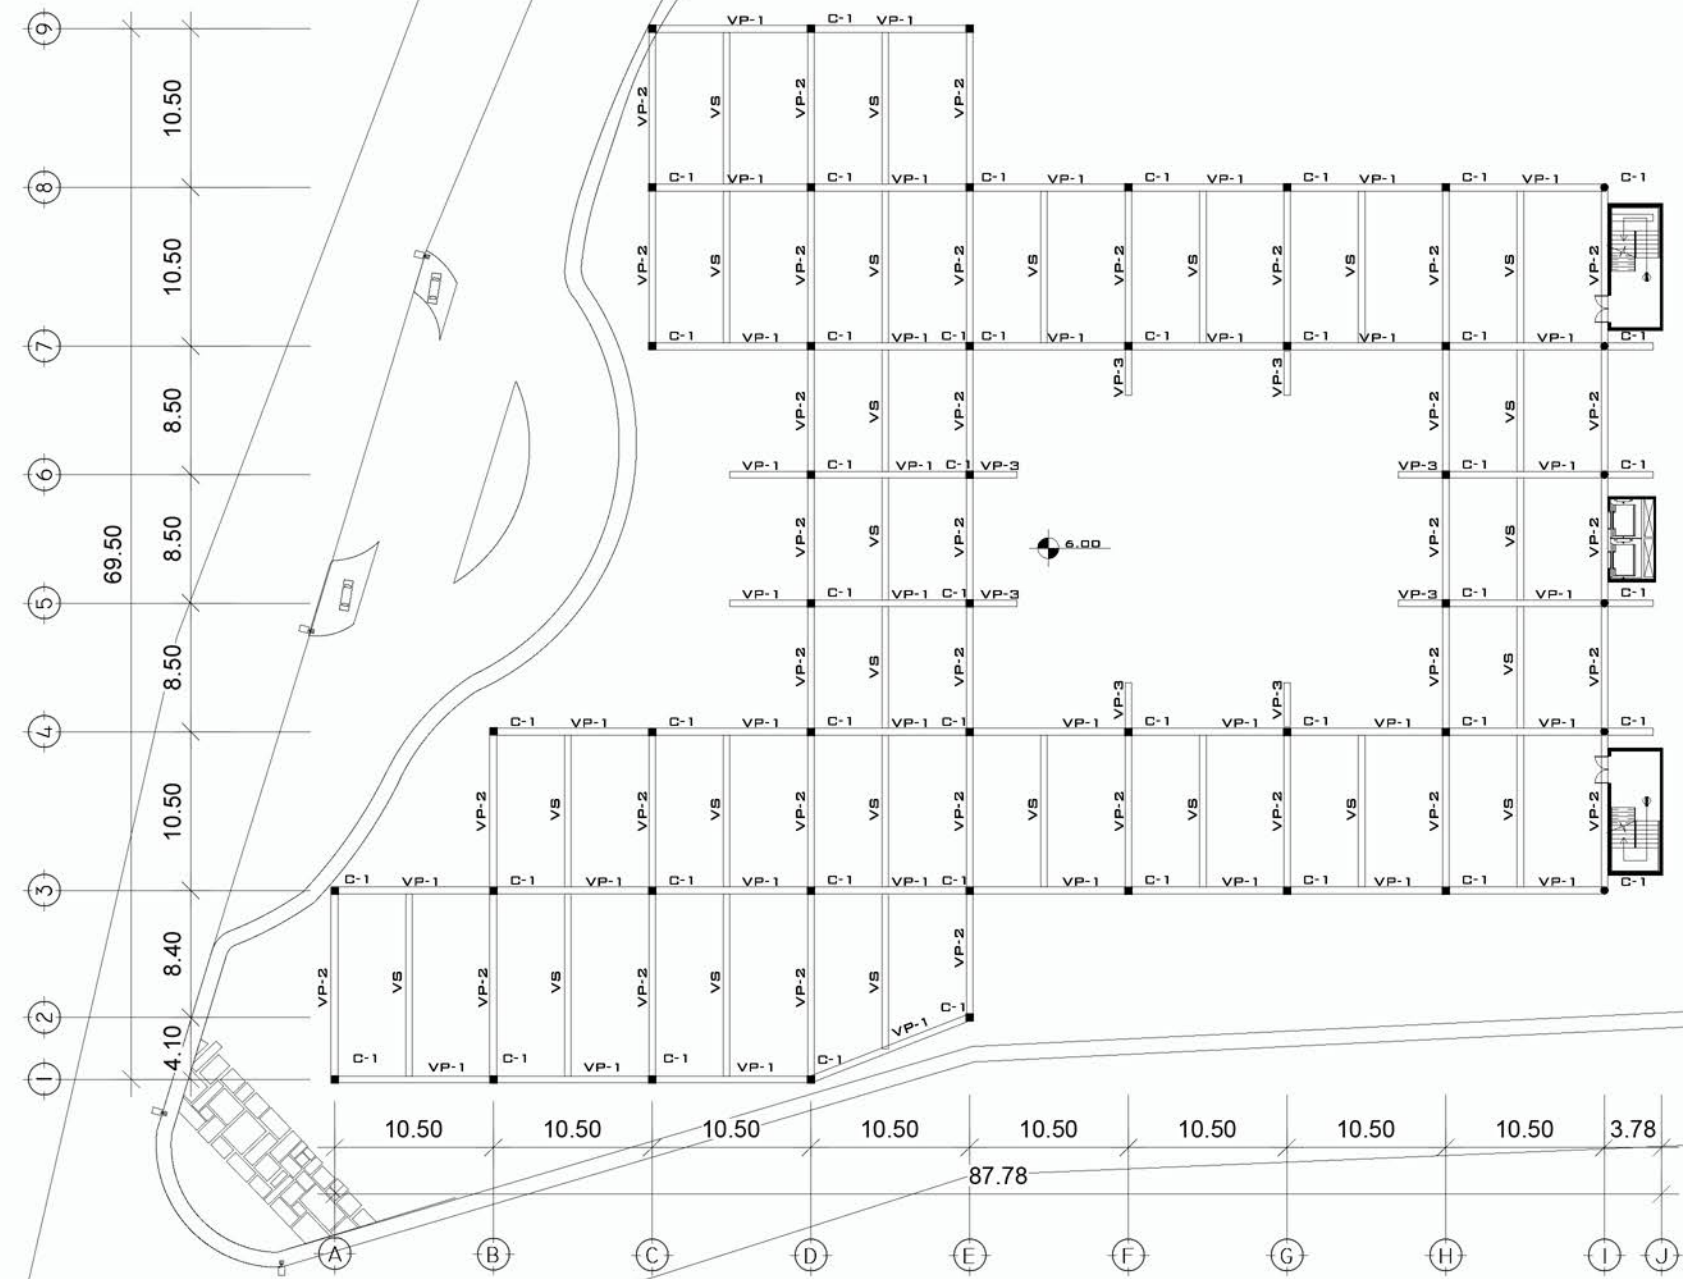 9 VP-1 C-1 VP-1
10.50 VP-2 VS VP-2 VS VP-2
8 C-1 VP-1 C-1 VP-1 C-1 VP-1 C-1 VP-1 C-1 VP-1 C-1 VP-1 C-1
10.50 VP-2 VS VP-2 VS VP-2 VS VP-2 VS VP-2 VS VP-2 VS VP-2
7 C-1 VP-1 C-1 VP-1 C-1 C-1 VP-1 C-1 VP-1 C-1 VP-1 C-1 VP-1 C-1
VP-3 VP-3
8.50 VP-2 VS VP-2 VP-2 VS VP-2
6 VP-1 C-1 VP-1 C-1 VP-3 VP-3 C-1 VP-1 C-1
69.50 8.50 VP-2 VS VP-2 6.00 VP-2 VS VP-2
5 VP-1 C-1 VP-1 C-1 VP-3 VP-3 C-1 VP-1 C-1
8.50 VP-2 VS VP-2 VP-2 VS VP-2
VP-3 VP-3
4 C-1 VP-1 C-1 VP-1 C-1 VP-1 C-1 VP-1 C-1 VP-1 C-1 VP-1 C-1 VP-1 C-1
10.50 VP-2 VS VP-2 VS VP-2 VS VP-2 VS VP-2 VS VP-2 VS VP-2 VS VP-2
3 C-1 VP-1 C-1 VP-1 C-1 VP-1 C-1 VP-1 C-1 VP-1 C-1 VP-1 C-1 VP-1 C-1 VP-1 C-1
8.40 VP-2 VS VP-2 VS VP-2 VS VP-2 VS VP-2
2 C-1
VP-1
4.10 C-1 C-1 C-1 C-1
1 VP-1 VP-1 VP-1
10.50 10.50 10.50 10.50 10.50 10.50 10.50 10.50 3.78
87.78
A B C D E F G H I J